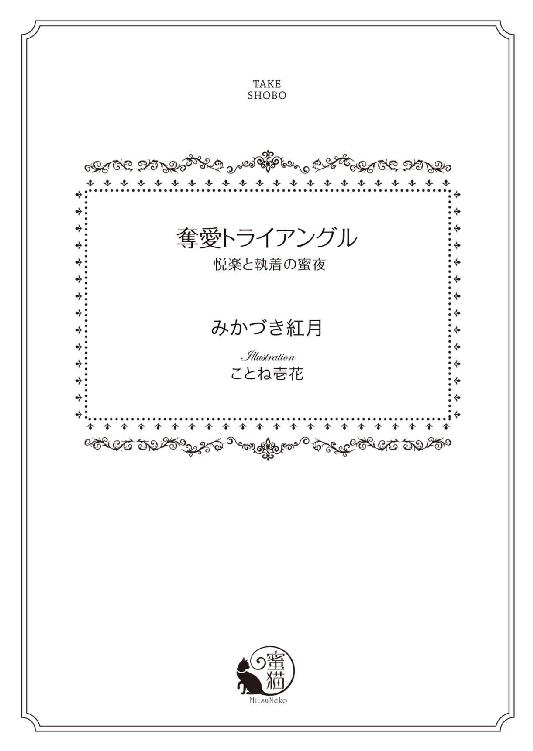 TAKE
SHOBO
奪愛トライアングル
悦楽と執着の蜜夜
みかづき紅月
Illustration
ことね壱花
蜜
猫
MitsuNeko